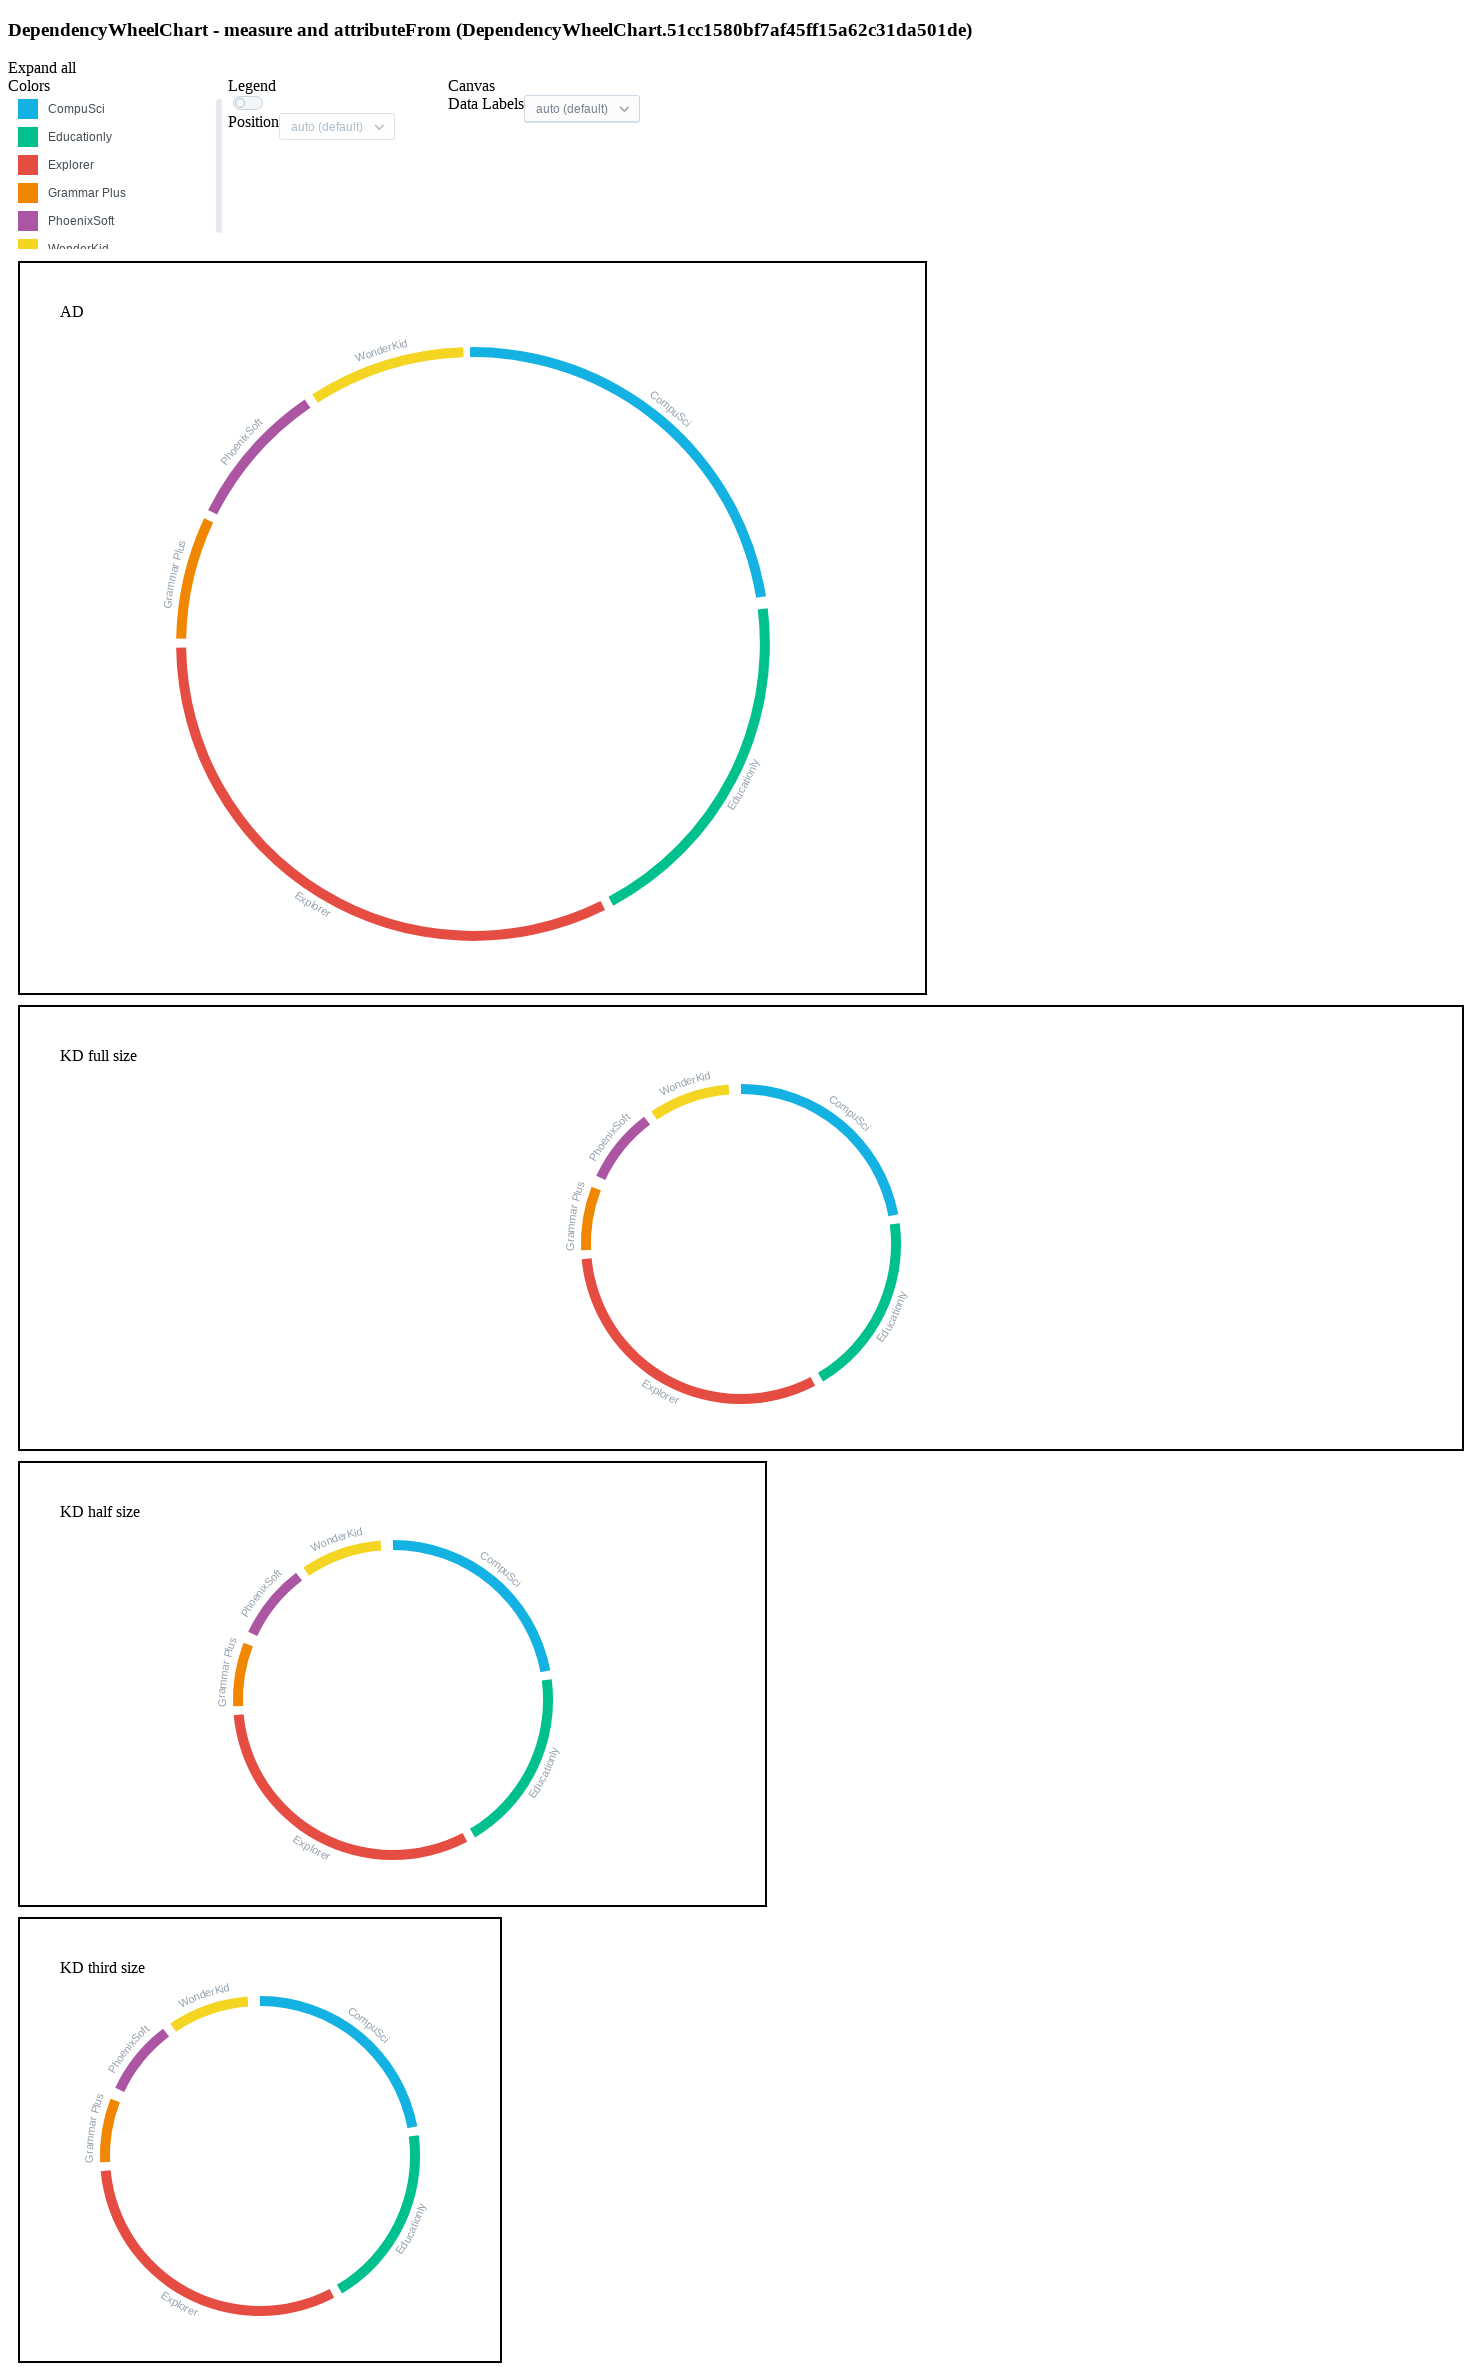 DependencyWheelChart - measure and attributeFrom (DependencyWheelChart.51cc1580bf7af45ff15a62c31da501de)
Expand all
Colors
CompuSci
Educationly
Explorer
Grammar Plus
PhoenixSoft
WonderKid
Legend
Position auto (default)
Canvas
Data Labels auto (default)
AD
WonderKid
CompuSci
PhoenixSoft
Grammar Plus
Educationly
Explorer
KD full size
WonderKid
CompuSci
PhoenixSoft
Grammar Plus
Educationly
Explorer
KD half size
WonderKid
CompuSci
PhoenixSoft
Grammar Plus
Educationly
Explorer
KD third size
WonderKid
CompuSci
PhoenixSoft
Grammar Plus
Educationly
Explorer